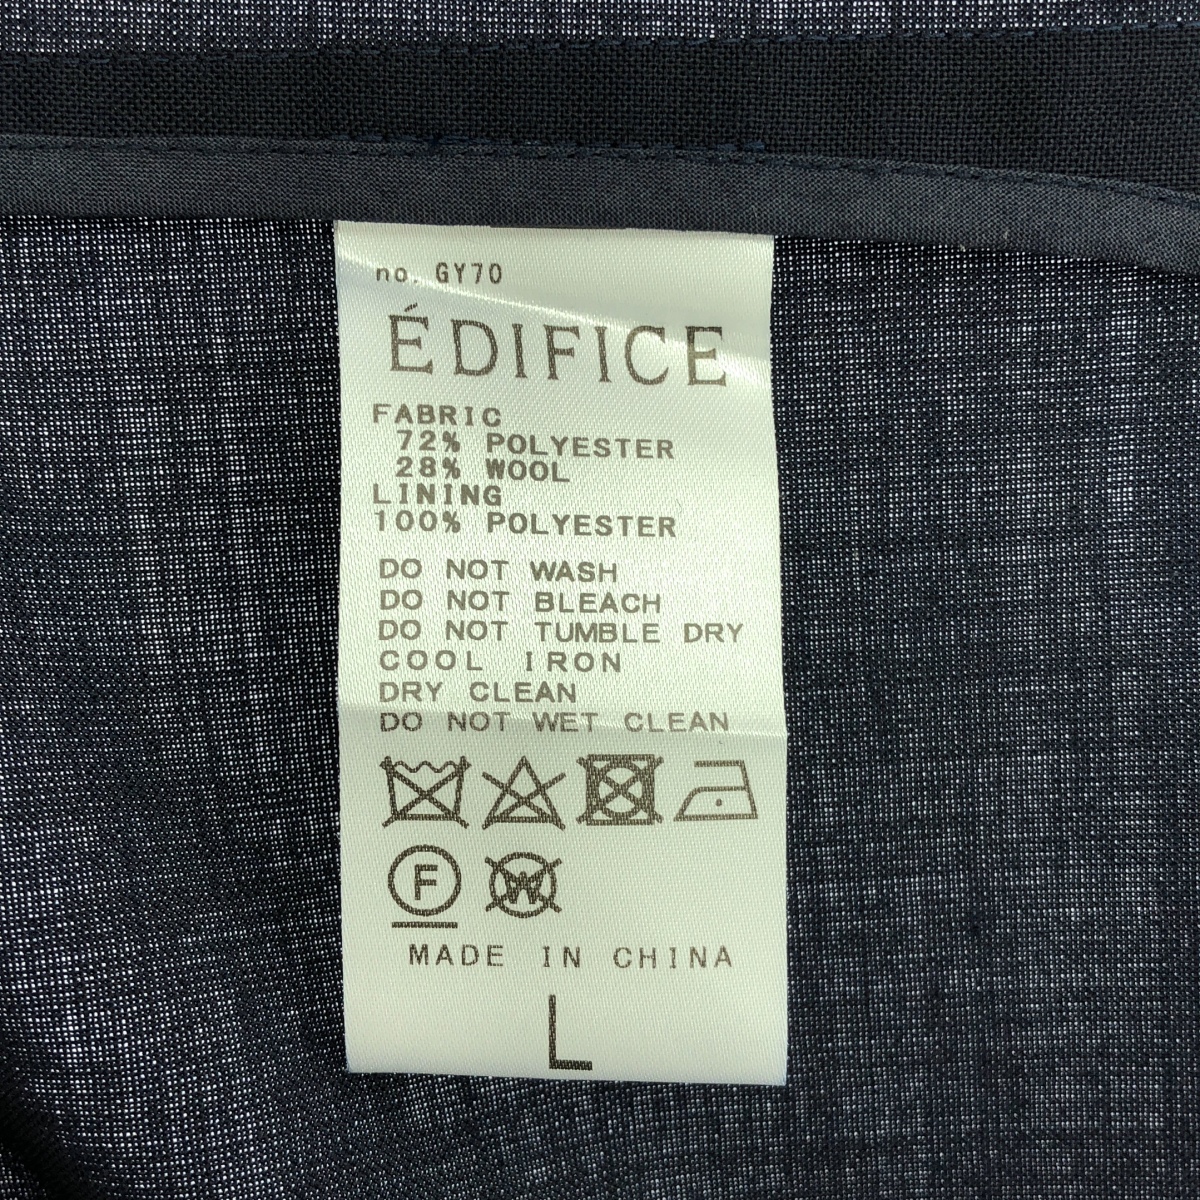 no. GY70
ÉDIFICE
FABRIC
72% POLYESTER
28% WOOL
LINING
100% POLYESTER
DO NOT WASH
DO NOT BLEACH
DO NOT TUMBLE DRY
COOL IRON
DRY CLEAN
DO NOT WET CLEAN
F W
MADE IN CHINA
L